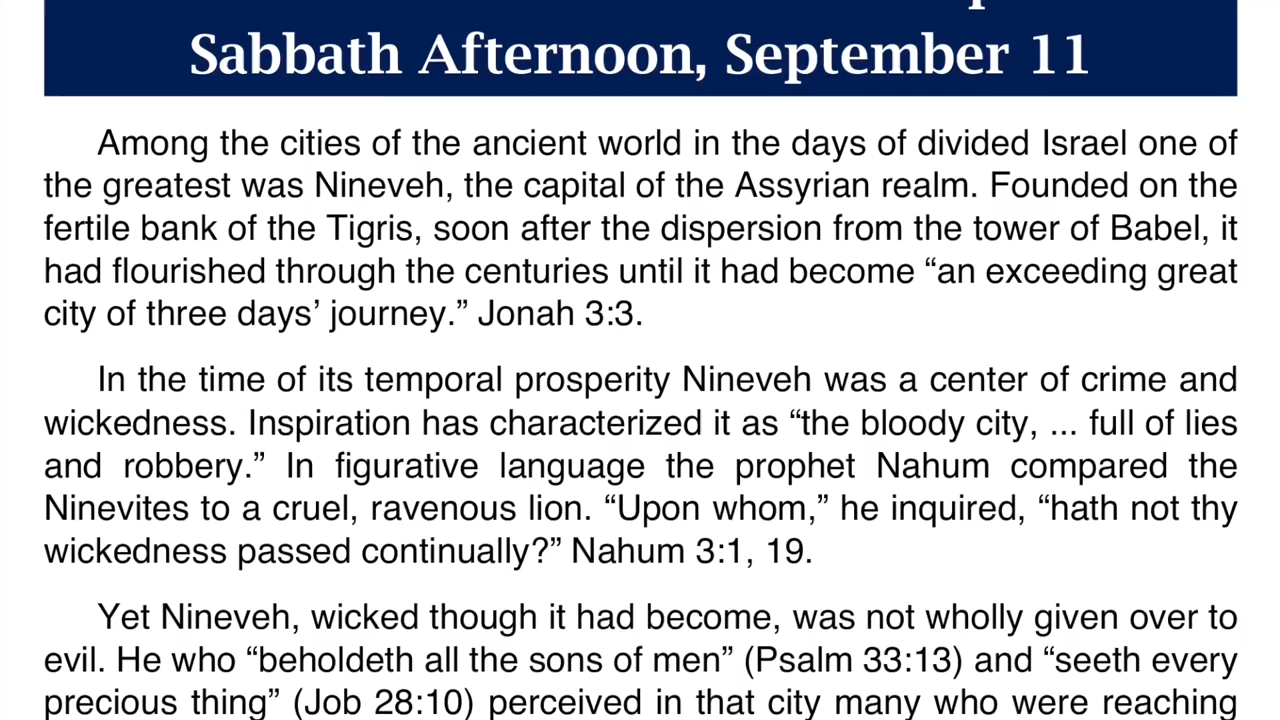 Sabbath Afternoon, September 11
Among the cities of the ancient world in the days of divided Israel one of
the greatest was Nineveh, the capital of the Assyrian realm. Founded on the
fertile bank of the Tigris, soon after the dispersion from the tower of Babel, it
had flourished through the centuries until it had become “an exceeding great
city of three days’ journey.” Jonah 3:3.
In the time of its temporal prosperity Nineveh was a center of crime and
wickedness. Inspiration has characterized it as “the bloody city, ... full of lies
and robbery.” In figurative language the prophet Nahum compared the
Ninevites to a cruel, ravenous lion. “Upon whom,” he inquired, “hath not thy
wickedness passed continually?” Nahum 3:1, 19.
Yet Nineveh, wicked though it had become, was not wholly given over to
evil. He who “beholdeth all the sons of men” (Psalm 33:13) and “seeth every
precious thing” (Job 28:10) perceived in that city many who were reaching